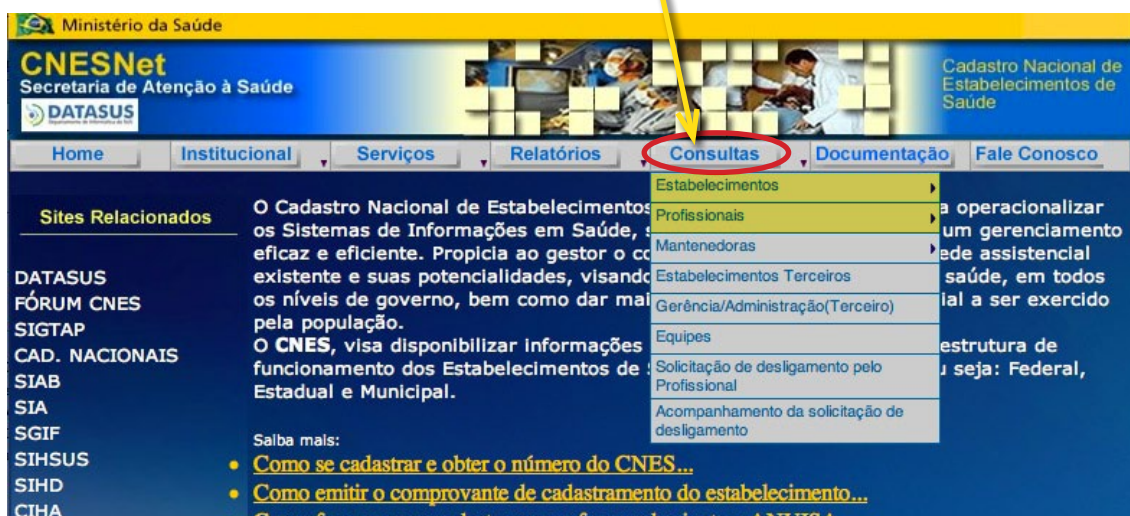 Ministério da Saúde
CNESNet
Secretaria de Atenção à Saúde
DATASUS
Cadastro Nacional de
Estabelecimentos de
Saúde
Home Institucional Serviços Relatórios Consultas Documentação Fale Conosco
Sites Relacionados
DATASUS
FÓRUM CNES
SIGTAP
CAD. NACIONAIS
SIAB
SIA
SGIF
SIHSUS
SIHD
CIHA
Estabelecimentos
Profissionais
Mantenedoras
Estabelecimentos Terceiros
Gerência/Administração(Terceiro)
Equipes
Solicitação de desligamento pelo
Profissional
Acompanhamento da solicitação de
desligamento
O Cadastro Nacional de Estabelecimentos a operacionalizar
os Sistemas de Informações em Saúde, um gerenciamento
eficaz e eficiente. Propicia ao gestor o assistencial
existente e suas potencialidades, saúde, em todos
os níveis de governo, bem como dar a ser exercido
pela população.
O CNES, visa disponibilizar informações de
funcionamento dos Estabelecimentos de seja: Federal,
Estadual e Municipal.
Saiba mais:
Como se cadastrar e obter o número do CNES...
Como emitir o comprovante de cadastramento do estabelecimento...